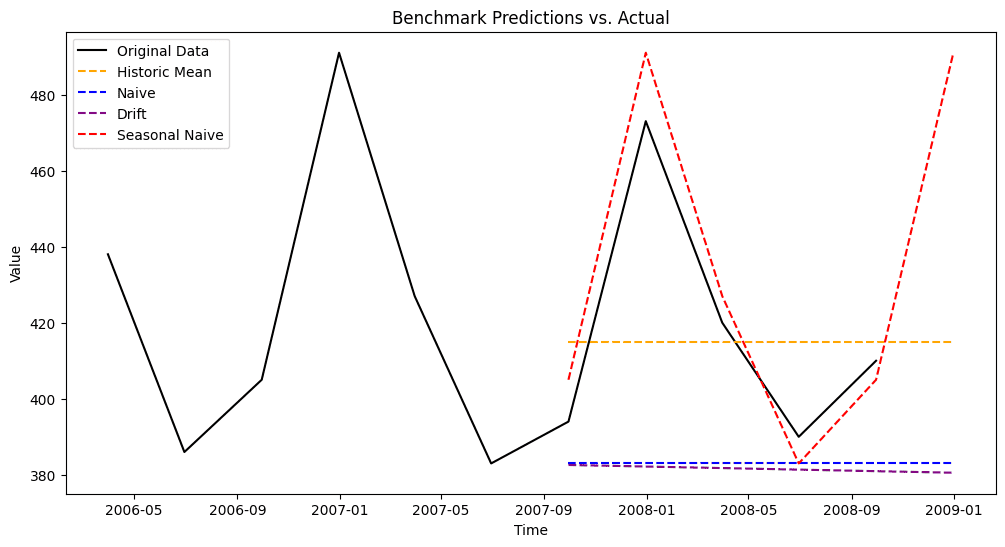 Benchmark Predictions vs. Actual
Original Data
Historic Mean
Naive
Drift
Seasonal Naive
Value
480
460
440
420
400
380
2006-05
2006-09
2007-01
2007-05
2007-09
2008-01
2008-05
2008-09
2009-01
Time